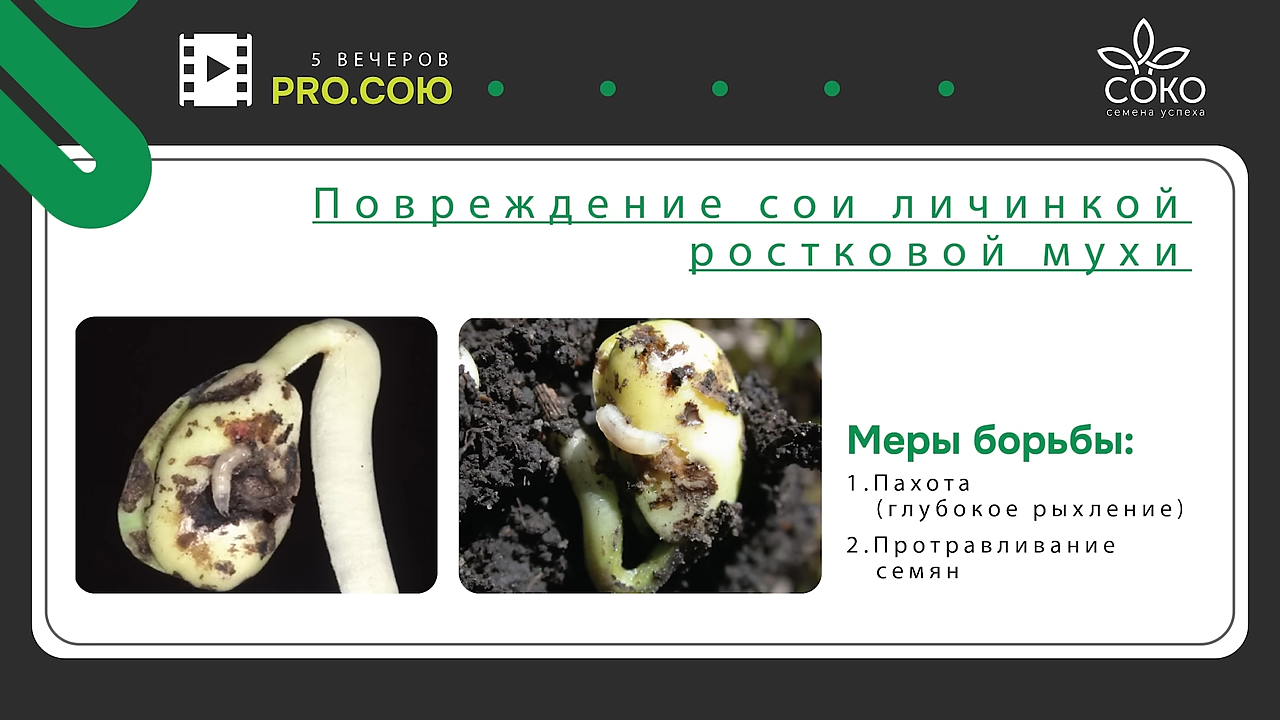 5 ВЕЧЕРОВ
PRO.СОЮ
СОКО
семена успеха
Повреждение сои личинкой
ростковой мухи
Меры борьбы:
1.Пахота
(глубокое рыхление)
2.Протравливание
семян